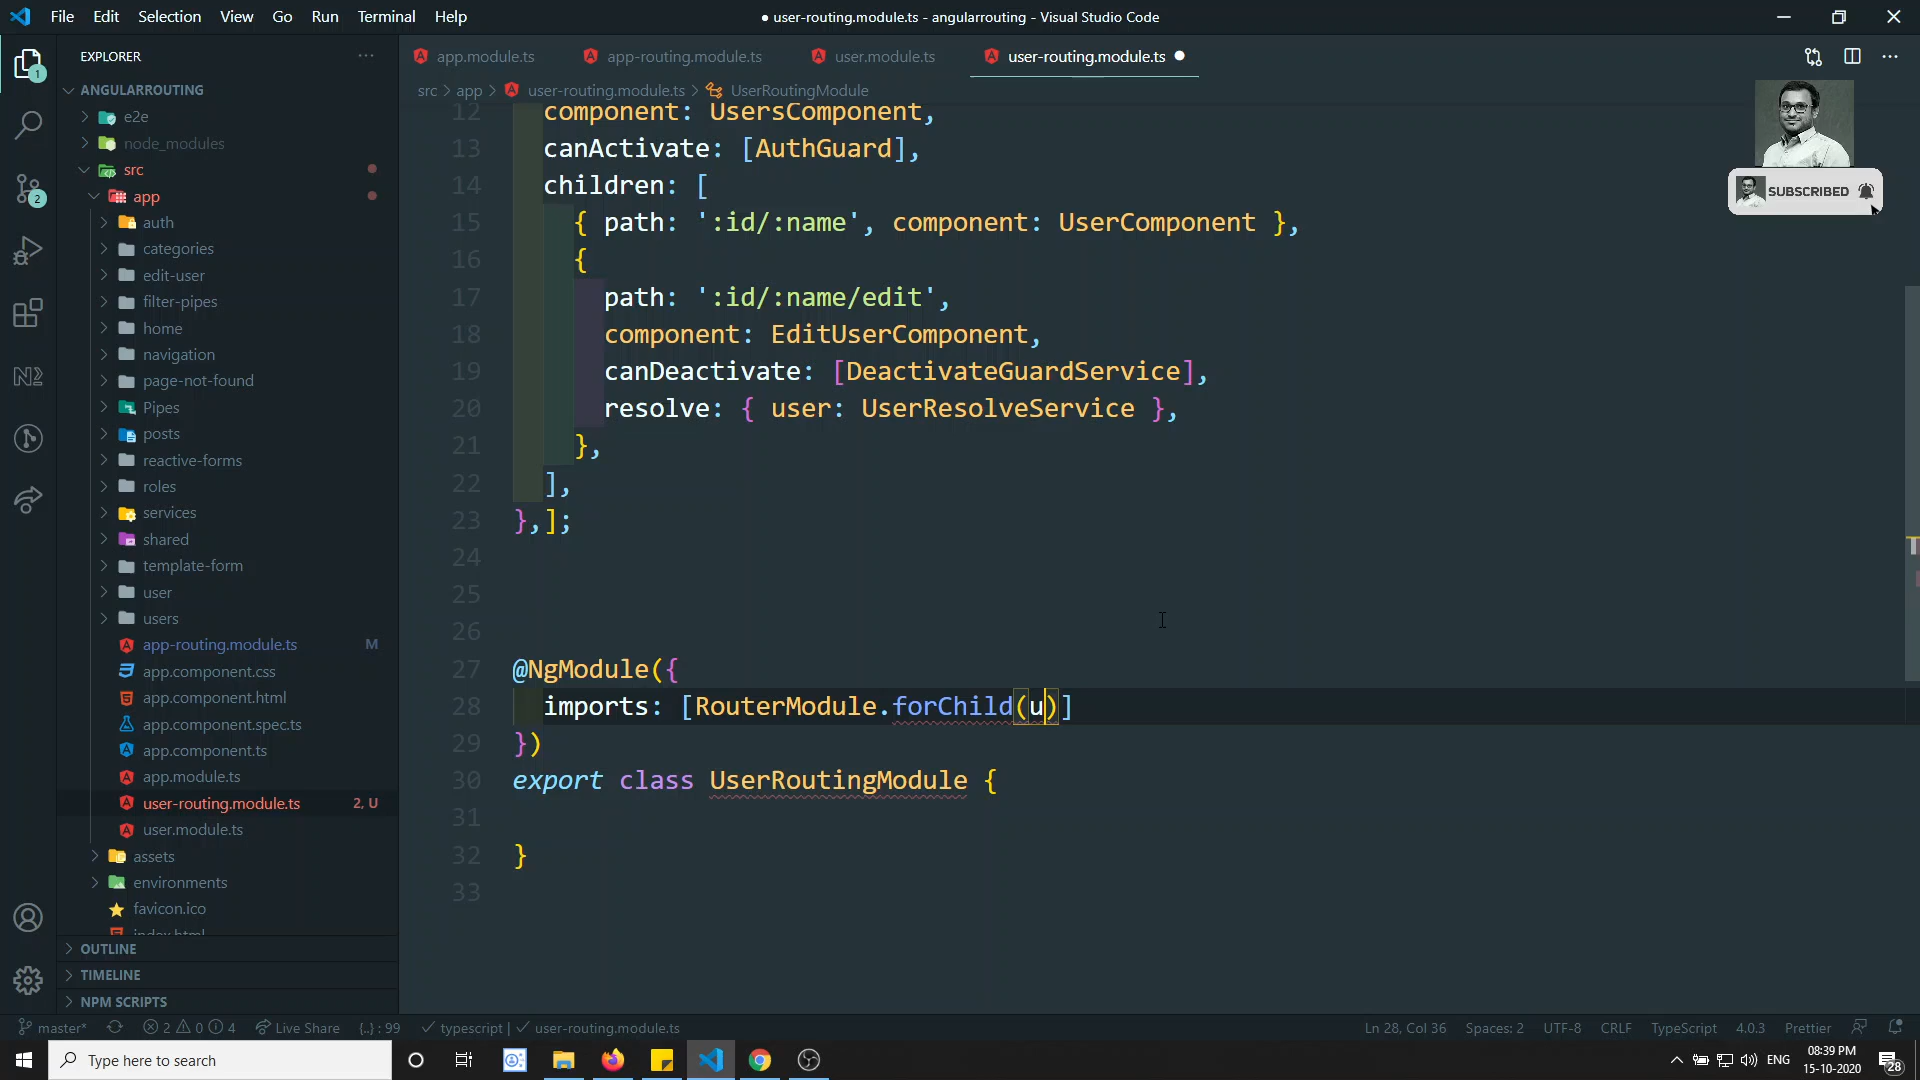 File Edit Selection View Go Run Terminal Help
● user-routing.module.ts - angularrouting - Visual Studio Code
EXPLORER
app.module.ts
app-routing.module.ts
user.module.ts
user-routing.module.ts
src > app > user-routing.module.ts > UserRoutingModule
ANGULARROUTING
e2e
node_modules
src
app
auth
categories
edit-user
filter-pipes
home
navigation
page-not-found
Pipes
posts
reactive-forms
roles
services
shared
template-form
user
users
app-routing.module.ts M
app.component.css
app.component.html
app.component.spec.ts
app.component.ts
app.module.ts
user-routing.module.ts 2, U
user.module.ts
assets
environments
favicon.ico
index.html
OUTLINE
TIMELINE
NPM SCRIPTS
1
2
12 component: UsersComponent,
13 canActivate: [AuthGuard],
14 children: [
15 { path: ':id/:name', component: UserComponent },
16 {
17 path: ':id/:name/edit',
18 component: EditUserComponent,
19 canDeactivate: [DeactivateGuardService],
20 resolve: { user: UserResolveService },
21 },
22 ],
23 },];
24
25
26
27 @NgModule({
28 imports: [RouterModule.forChild(u)]
29 })
30 export class UserRoutingModule {
31
32 }
33
SUBSCRIBED
master* 2 0 4 Live Share {..} : 99 typescript | user-routing.module.ts
Ln 28, Col 36 Spaces: 2 UTF-8 CRLF TypeScript 4.0.3 Prettier
Type here to search
ENG
08:39 PM
15-10-2020
28